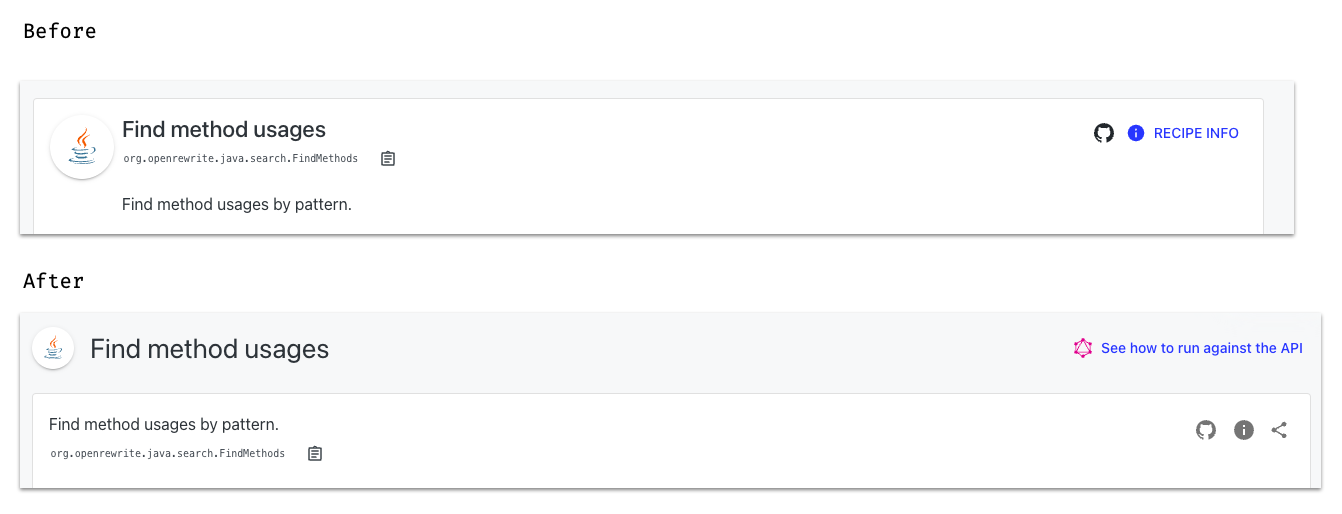 Before
Find method usages
RECIPE INFO
org.openrewrite.java.search.FindMethods
Find method usages by pattern.
After
Find method usages
See how to run against the API
Find method usages by pattern.
org.openrewrite.java.search.FindMethods